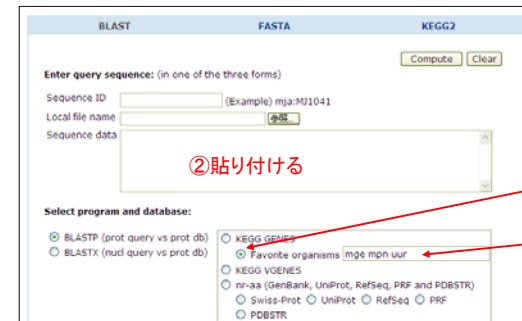 BLAST FASTA KEGG2
Compute Clear
Enter query sequence: (in one of the three forms)
Sequence ID (Example) mja:MJ1041
Local file name 参照...
Sequence data
②貼り付ける
Select program and database:
BLASTP (prot query vs prot db) KEGG GENES
Favorite organisms mge mpn uur
BLASTX (nucl query vs prot db) KEGG VGENES
nr-aa (GenBank, UniProt, RefSeq, PRF and PDBSTR)
Swiss-Prot UniProt RefSeq PRF
PDBSTR